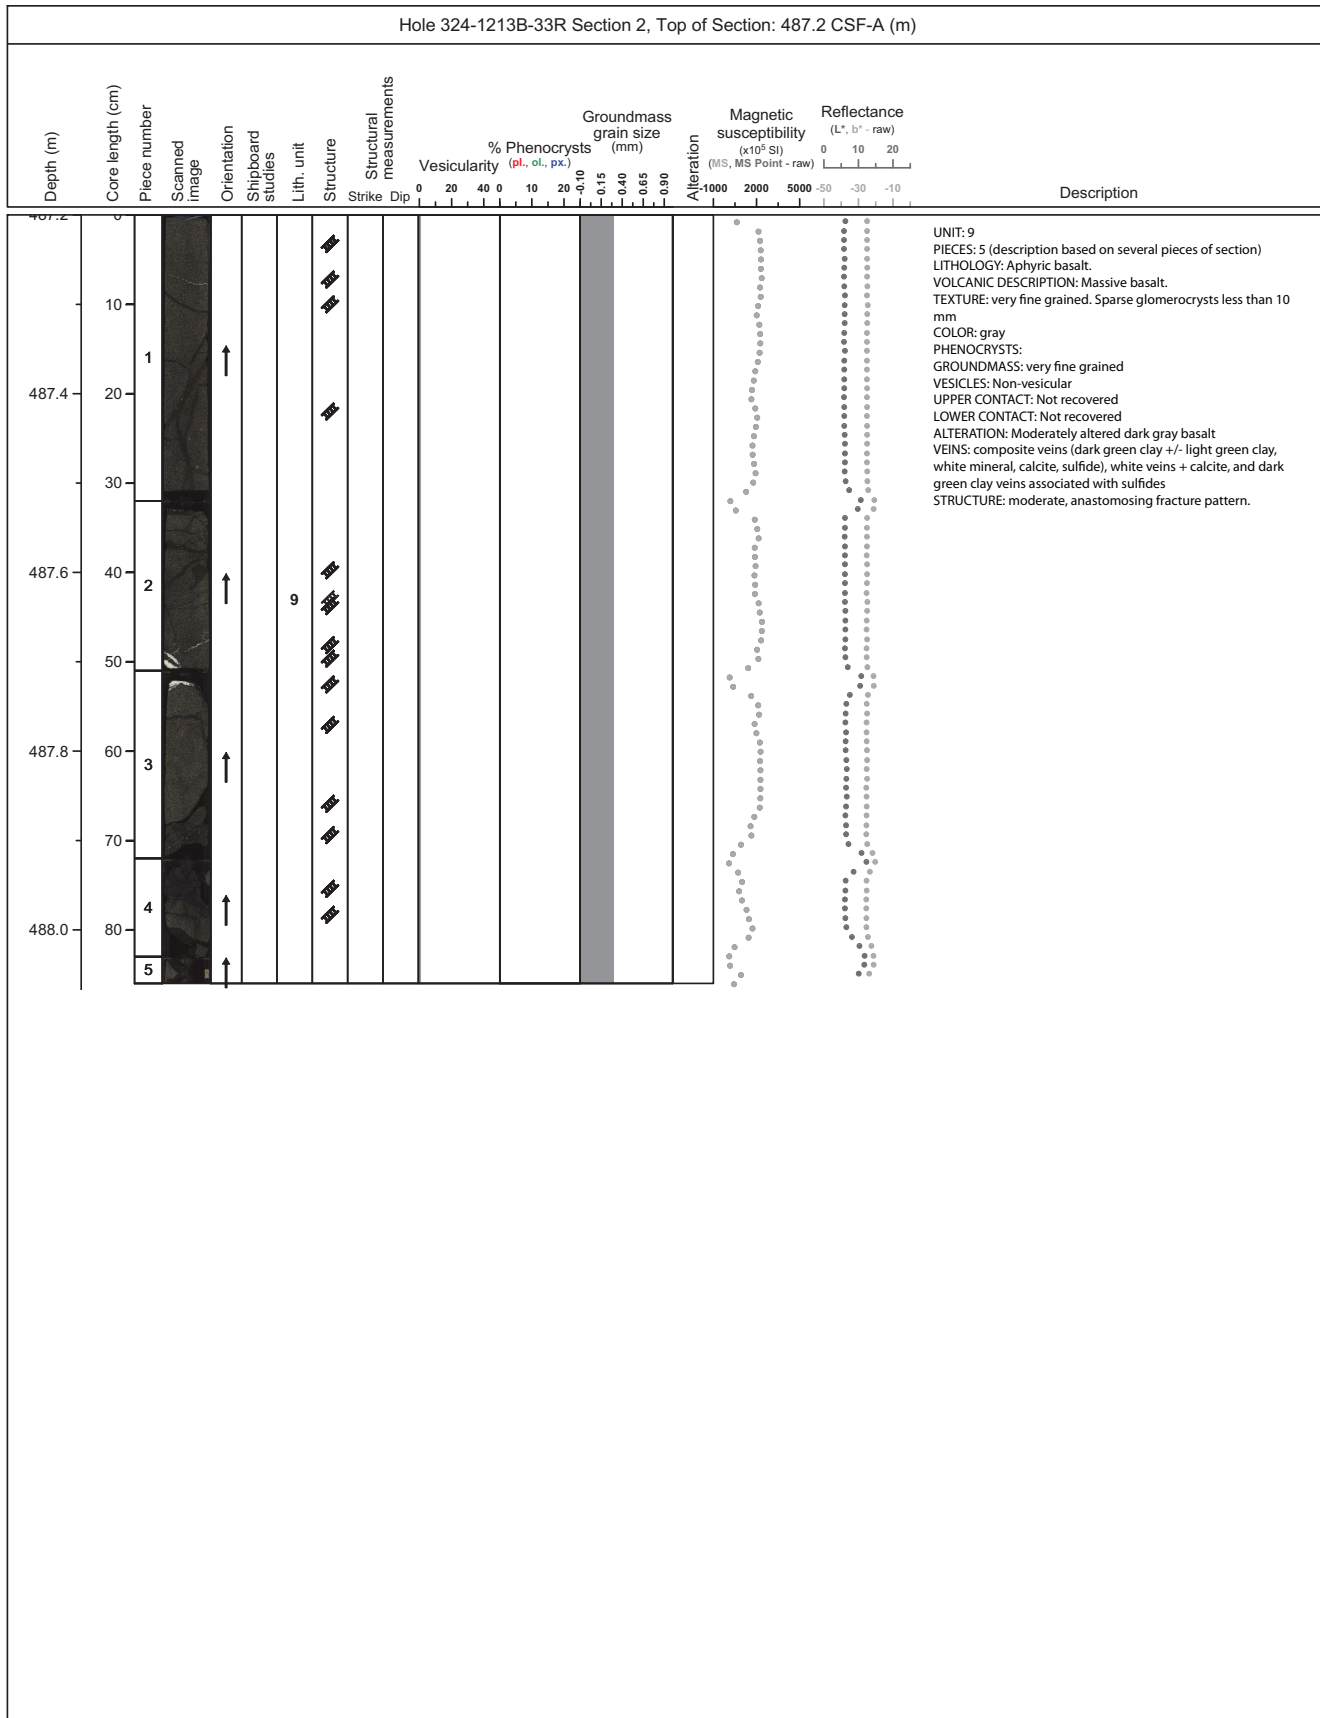 Hole 324-1213B-33R Section 2, Top of Section: 487.2 CSF-A (m)
Depth (m)
Core length (cm)
Piece number
Scanned image
Orientation
Shipboard studies
Lith. unit
Structure
Structural measurements
Strike Dip
Vesicularity
0 20 40
% Phenocrysts
(pl., ol., px.)
0 10 20
Groundmass grain size
(mm)
-0.10 0.15 0.40 0.65 0.90
Alteration
Magnetic susceptibility
(x10⁵ SI)
(MS, MS Point - raw)
-1000 2000 5000
Reflectance
(L*, b* - raw)
0 10 20
-50 -30 -10
Description
487.2
487.4
487.6
487.8
488.0
0
10
20
30
40
50
60
70
80
1
2
3
4
5
9
UNIT: 9
PIECES: 5 (description based on several pieces of section)
LITHOLOGY: Aphyric basalt.
VOLCANIC DESCRIPTION: Massive basalt.
TEXTURE: very fine grained. Sparse glomerocrysts less than 10
mm
COLOR: gray
PHENOCRYSTS:
GROUNDMASS: very fine grained
VESICLES: Non-vesicular
UPPER CONTACT: Not recovered
LOWER CONTACT: Not recovered
ALTERATION: Moderately altered dark gray basalt
VEINS: composite veins (dark green clay +/- light green clay,
white mineral, calcite, sulfide), white veins + calcite, and dark
green clay veins associated with sulfides
STRUCTURE: moderate, anastomosing fracture pattern.